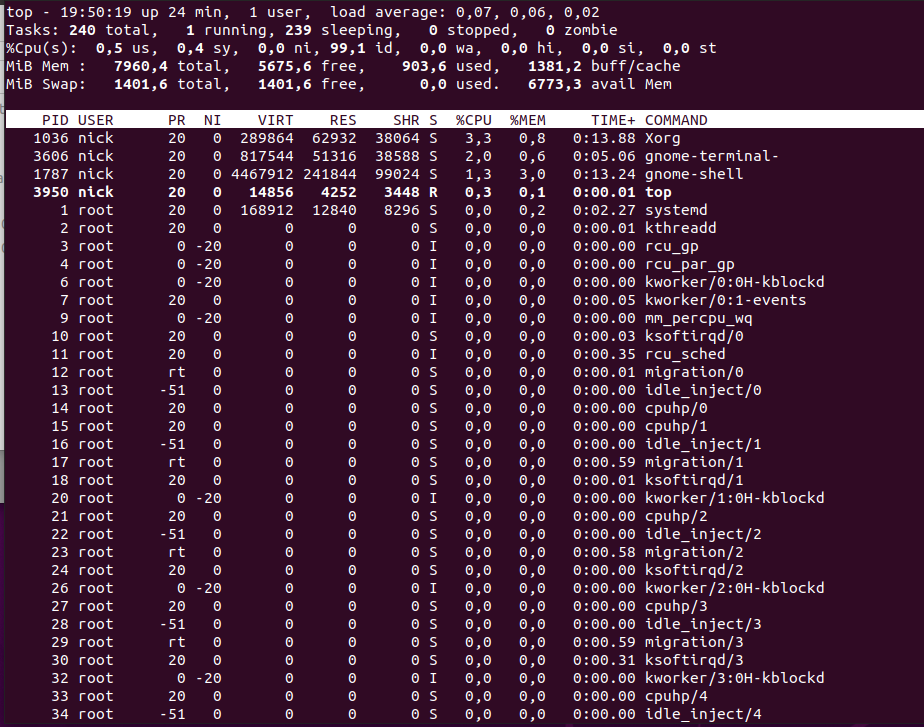 top - 19:50:19 up 24 min,  1 user,  load average: 0,07, 0,06, 0,02
Tasks: 240 total,   1 running, 239 sleeping,   0 stopped,   0 zombie
%Cpu(s):  0,5 us,  0,4 sy,  0,0 ni, 99,1 id,  0,0 wa,  0,0 hi,  0,0 si,  0,0 st
MiB Mem :   7960,4 total,   5675,6 free,    903,6 used,   1381,2 buff/cache
MiB Swap:   1401,6 total,   1401,6 free,      0,0 used.   6773,3 avail Mem
PID USER      PR  NI    VIRT    RES    SHR S  %CPU  %MEM     TIME+ COMMAND
1036 nick      20   0  289864  62932  38064 S   3,3   0,8   0:13.88 Xorg
3606 nick      20   0  817544  51316  38588 S   2,0   0,6   0:05.06 gnome-terminal-
1787 nick      20   0 4467912 241844  99024 S   1,3   3,0   0:13.24 gnome-shell
3950 nick      20   0   14856   4252   3448 R   0,3   0,1   0:00.01 top
1 root      20   0  168912  12840   8296 S   0,0   0,2   0:02.27 systemd
2 root      20   0       0      0      0 S   0,0   0,0   0:00.01 kthreadd
3 root       0 -20       0      0      0 I   0,0   0,0   0:00.00 rcu_gp
4 root       0 -20       0      0      0 I   0,0   0,0   0:00.00 rcu_par_gp
6 root       0 -20       0      0      0 I   0,0   0,0   0:00.00 kworker/0:0H-kblockd
7 root      20   0       0      0      0 I   0,0   0,0   0:00.05 kworker/0:1-events
9 root       0 -20       0      0      0 I   0,0   0,0   0:00.00 mm_percpu_wq
10 root      20   0       0      0      0 S   0,0   0,0   0:00.03 ksoftirqd/0
11 root      20   0       0      0      0 I   0,0   0,0   0:00.35 rcu_sched
12 root      rt   0       0      0      0 S   0,0   0,0   0:00.01 migration/0
13 root     -51   0       0      0      0 S   0,0   0,0   0:00.00 idle_inject/0
14 root      20   0       0      0      0 S   0,0   0,0   0:00.00 cpuhp/0
15 root      20   0       0      0      0 S   0,0   0,0   0:00.00 cpuhp/1
16 root     -51   0       0      0      0 S   0,0   0,0   0:00.00 idle_inject/1
17 root      rt   0       0      0      0 S   0,0   0,0   0:00.59 migration/1
18 root      20   0       0      0      0 S   0,0   0,0   0:00.01 ksoftirqd/1
20 root       0 -20       0      0      0 I   0,0   0,0   0:00.00 kworker/1:0H-kblockd
21 root      20   0       0      0      0 S   0,0   0,0   0:00.00 cpuhp/2
22 root     -51   0       0      0      0 S   0,0   0,0   0:00.00 idle_inject/2
23 root      rt   0       0      0      0 S   0,0   0,0   0:00.58 migration/2
24 root      20   0       0      0      0 S   0,0   0,0   0:00.00 ksoftirqd/2
26 root       0 -20       0      0      0 I   0,0   0,0   0:00.00 kworker/2:0H-kblockd
27 root      20   0       0      0      0 S   0,0   0,0   0:00.00 cpuhp/3
28 root     -51   0       0      0      0 S   0,0   0,0   0:00.00 idle_inject/3
29 root      rt   0       0      0      0 S   0,0   0,0   0:00.59 migration/3
30 root      20   0       0      0      0 S   0,0   0,0   0:00.31 ksoftirqd/3
32 root       0 -20       0      0      0 I   0,0   0,0   0:00.00 kworker/3:0H-kblockd
33 root      20   0       0      0      0 S   0,0   0,0   0:00.00 cpuhp/4
34 root     -51   0       0      0      0 S   0,0   0,0   0:00.00 idle_inject/4